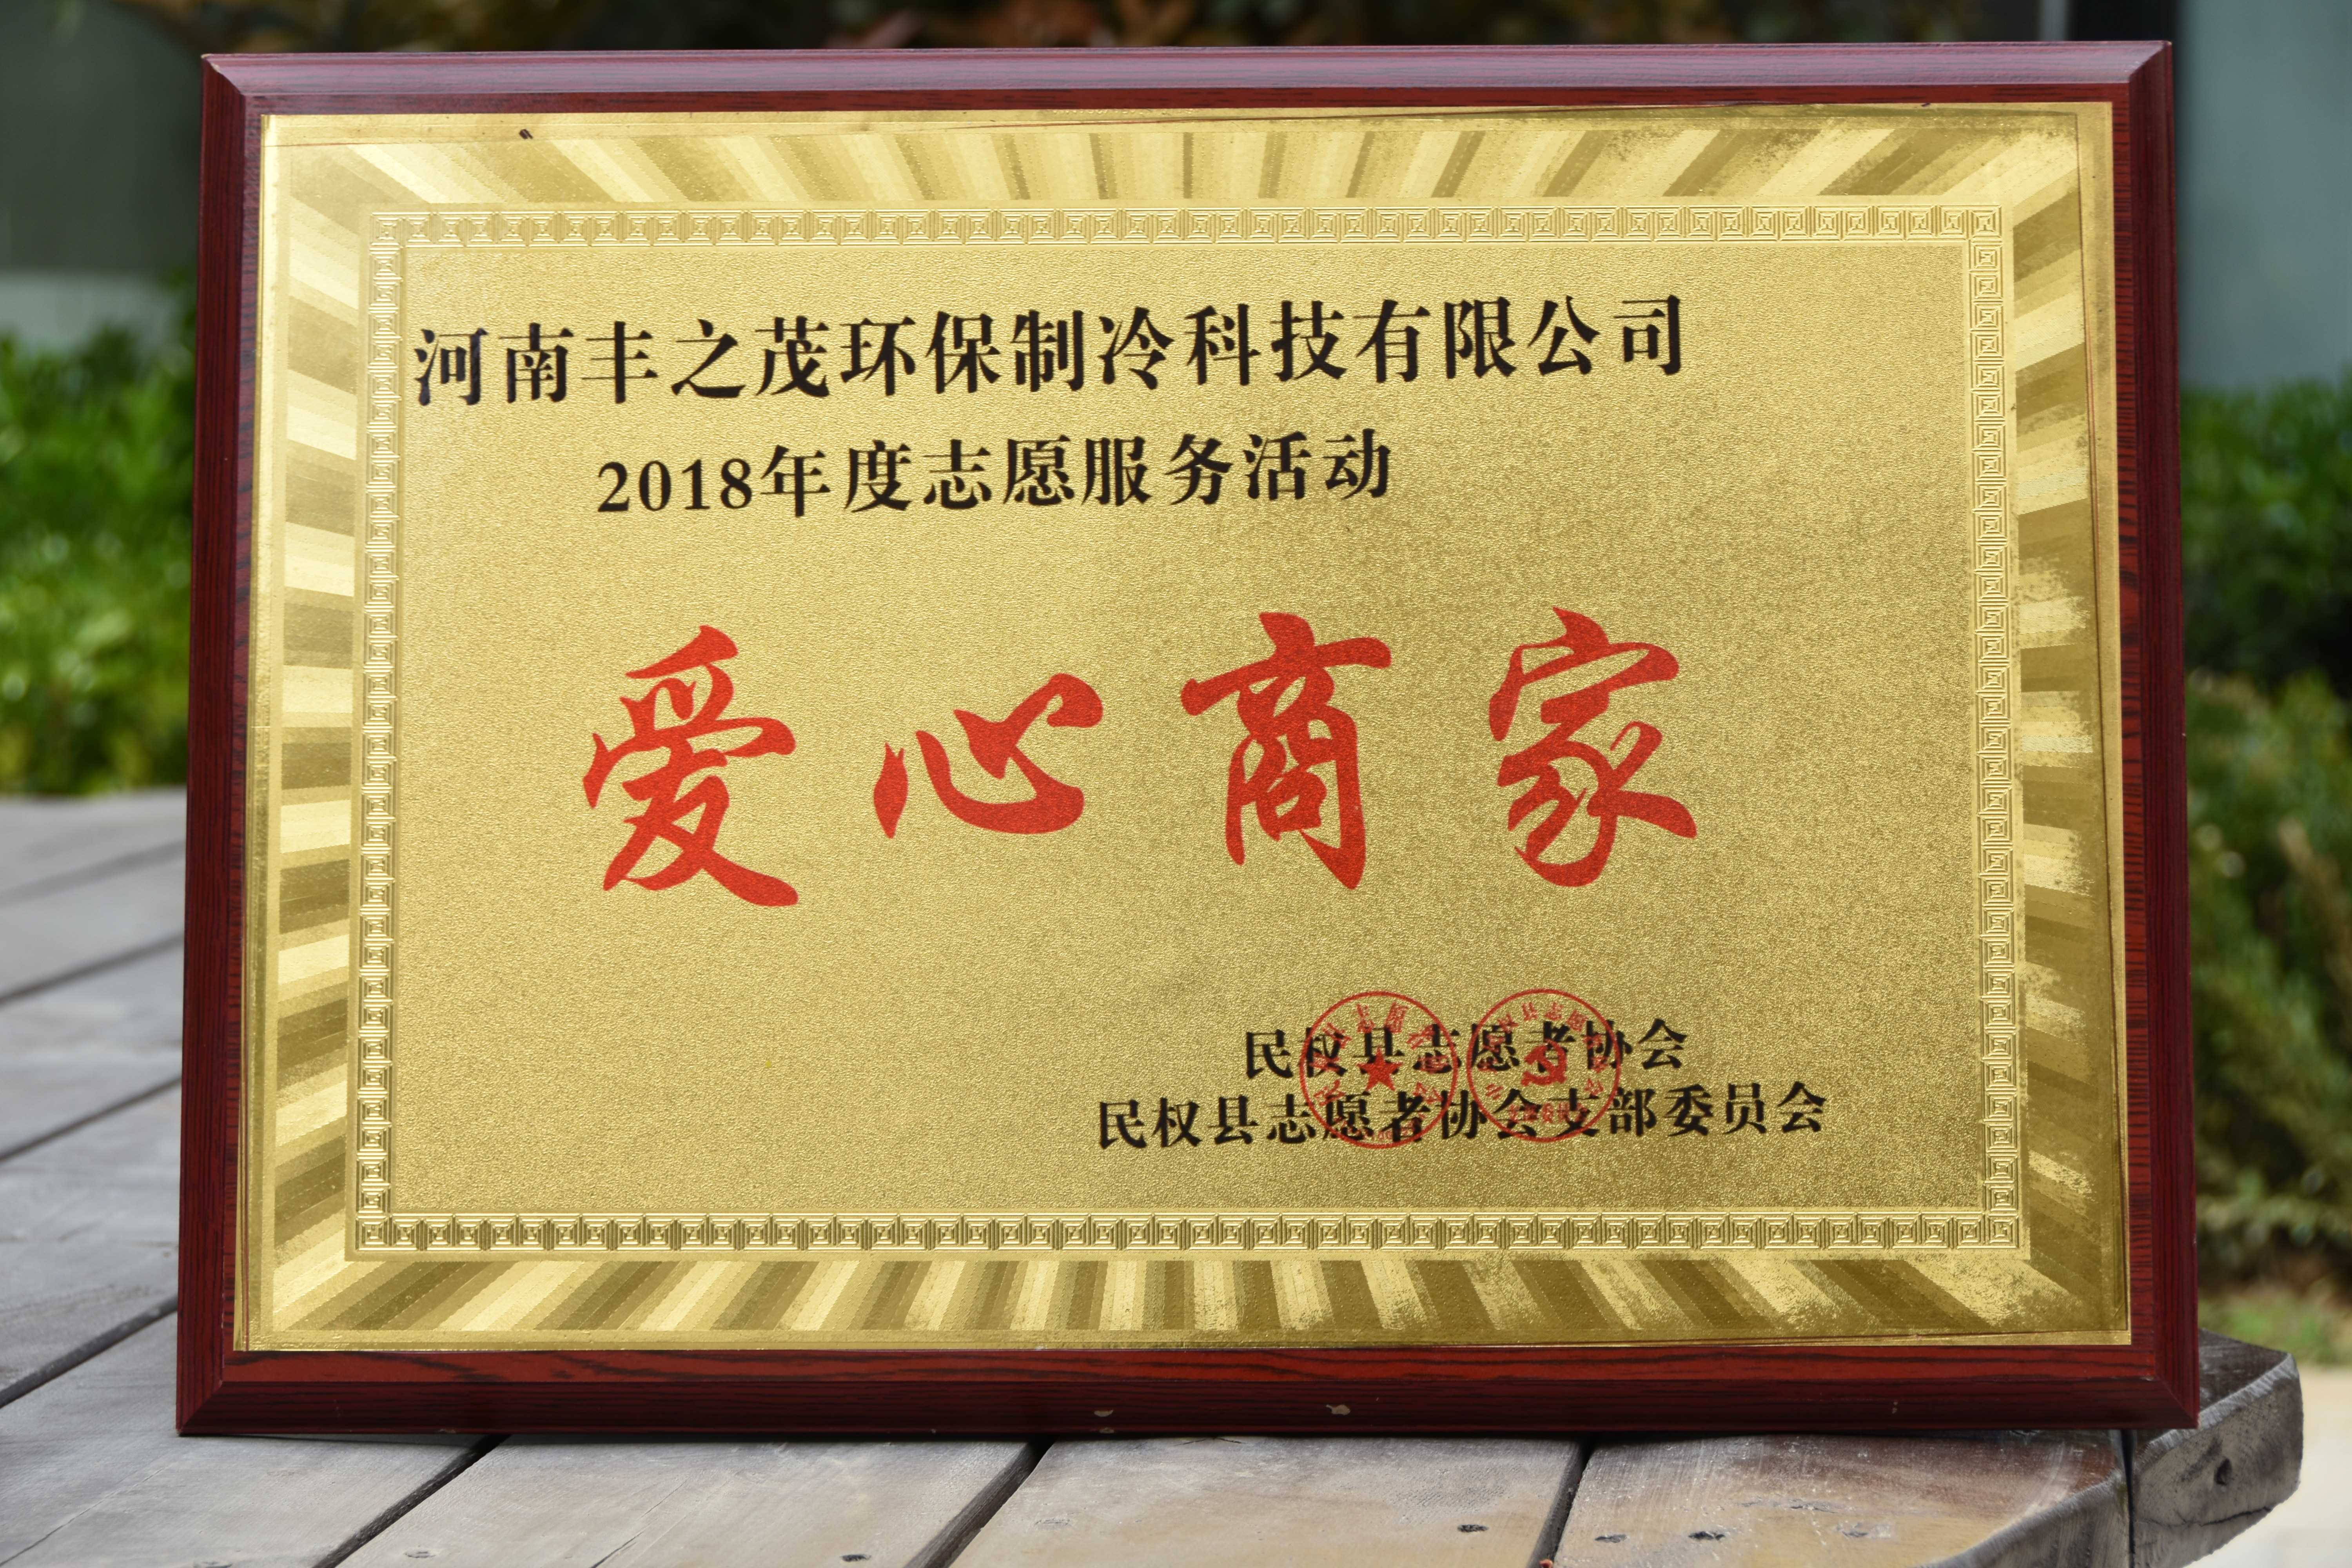 河南丰之茂环保制冷科技有限公司
2018年度志愿服务活动
爱心商家
民权县志愿者协会
民权县志愿者协会支部委员会